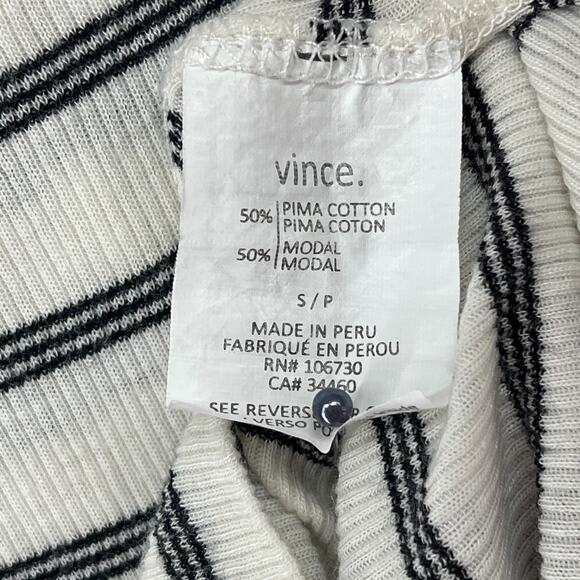 vince.
50% PIMA COTTON
PIMA COTON
50% MODAL
MODAL
S / P
MADE IN PERU
FABRIQUÉ EN PEROU
RN# 106730
CA# 34460
SEE REVERSE
VERSO